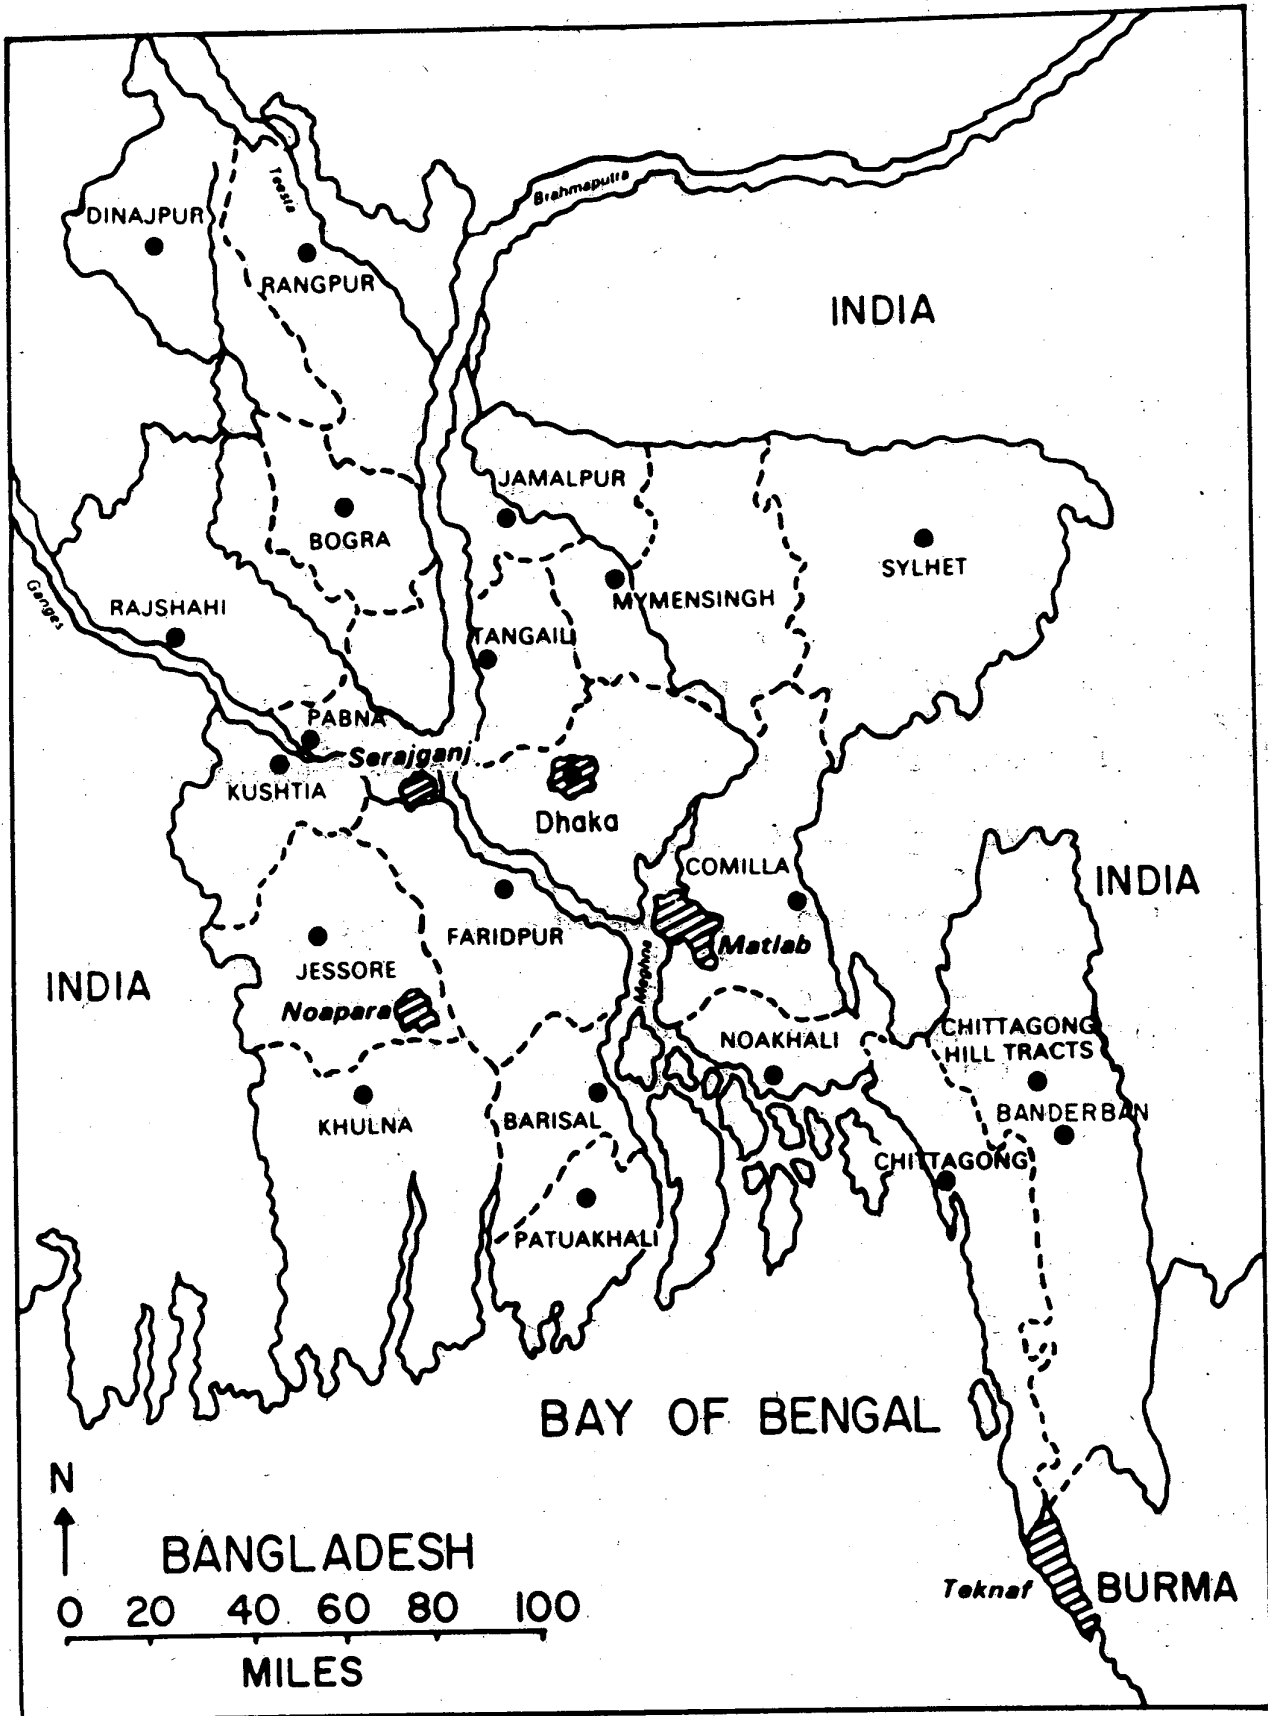 Brahmaputra
Teesta
DINAJPUR
RANGPUR
INDIA
JAMALPUR
BOGRA
SYLHET
Ganges
RAJSHAHI
MYMENSINGH
TANGAIL
PABNA
Serajganj
KUSHTIA
Dhaka
COMILLA
INDIA
FARIDPUR
Matlab
JESSORE
INDIA
Meghna
Noapara
CHITTAGONG
HILL TRACTS
NOAKHALI
BANDERBAN
KHULNA
BARISAL
CHITTAGONG
PATUAKHALI
BAY OF BENGAL
N
BANGLADESH
Teknaf
BURMA
0 20 40 60 80 100
MILES